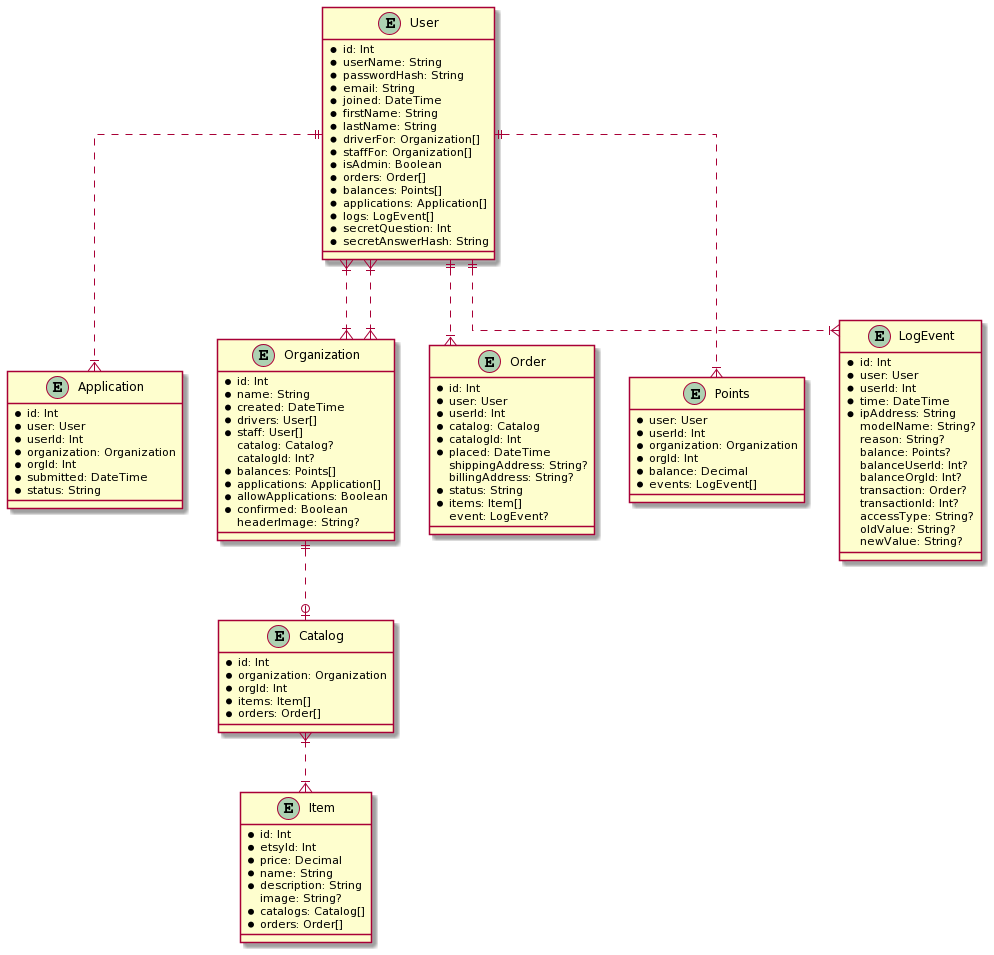 E User
id: Int
userName: String
passwordHash: String
email: String
joined: DateTime
firstName: String
lastName: String
driverFor: Organization[]
staffFor: Organization[]
isAdmin: Boolean
orders: Order[]
balances: Points[]
applications: Application[]
logs: LogEvent[]
secretQuestion: Int
secretAnswerHash: String
E Application
id: Int
user: User
userId: Int
organization: Organization
orgId: Int
submitted: DateTime
status: String
E Organization
id: Int
name: String
created: DateTime
drivers: User[]
staff: User[]
catalog: Catalog?
catalogId: Int?
balances: Points[]
applications: Application[]
allowApplications: Boolean
confirmed: Boolean
headerImage: String?
E Order
id: Int
user: User
userId: Int
catalog: Catalog
catalogId: Int
placed: DateTime
shippingAddress: String?
billingAddress: String?
status: String
items: Item[]
event: LogEvent?
E Points
user: User
userId: Int
organization: Organization
orgId: Int
balance: Decimal
events: LogEvent[]
E LogEvent
id: Int
user: User
userId: Int
time: DateTime
ipAddress: String
modelName: String?
reason: String?
balance: Points?
balanceUserId: Int?
balanceOrgId: Int?
transaction: Order?
transactionId: Int?
accessType: String?
oldValue: String?
newValue: String?
E Catalog
id: Int
organization: Organization
orgId: Int
items: Item[]
orders: Order[]
E Item
id: Int
etsyId: Int
price: Decimal
name: String
description: String
image: String?
catalogs: Catalog[]
orders: Order[]